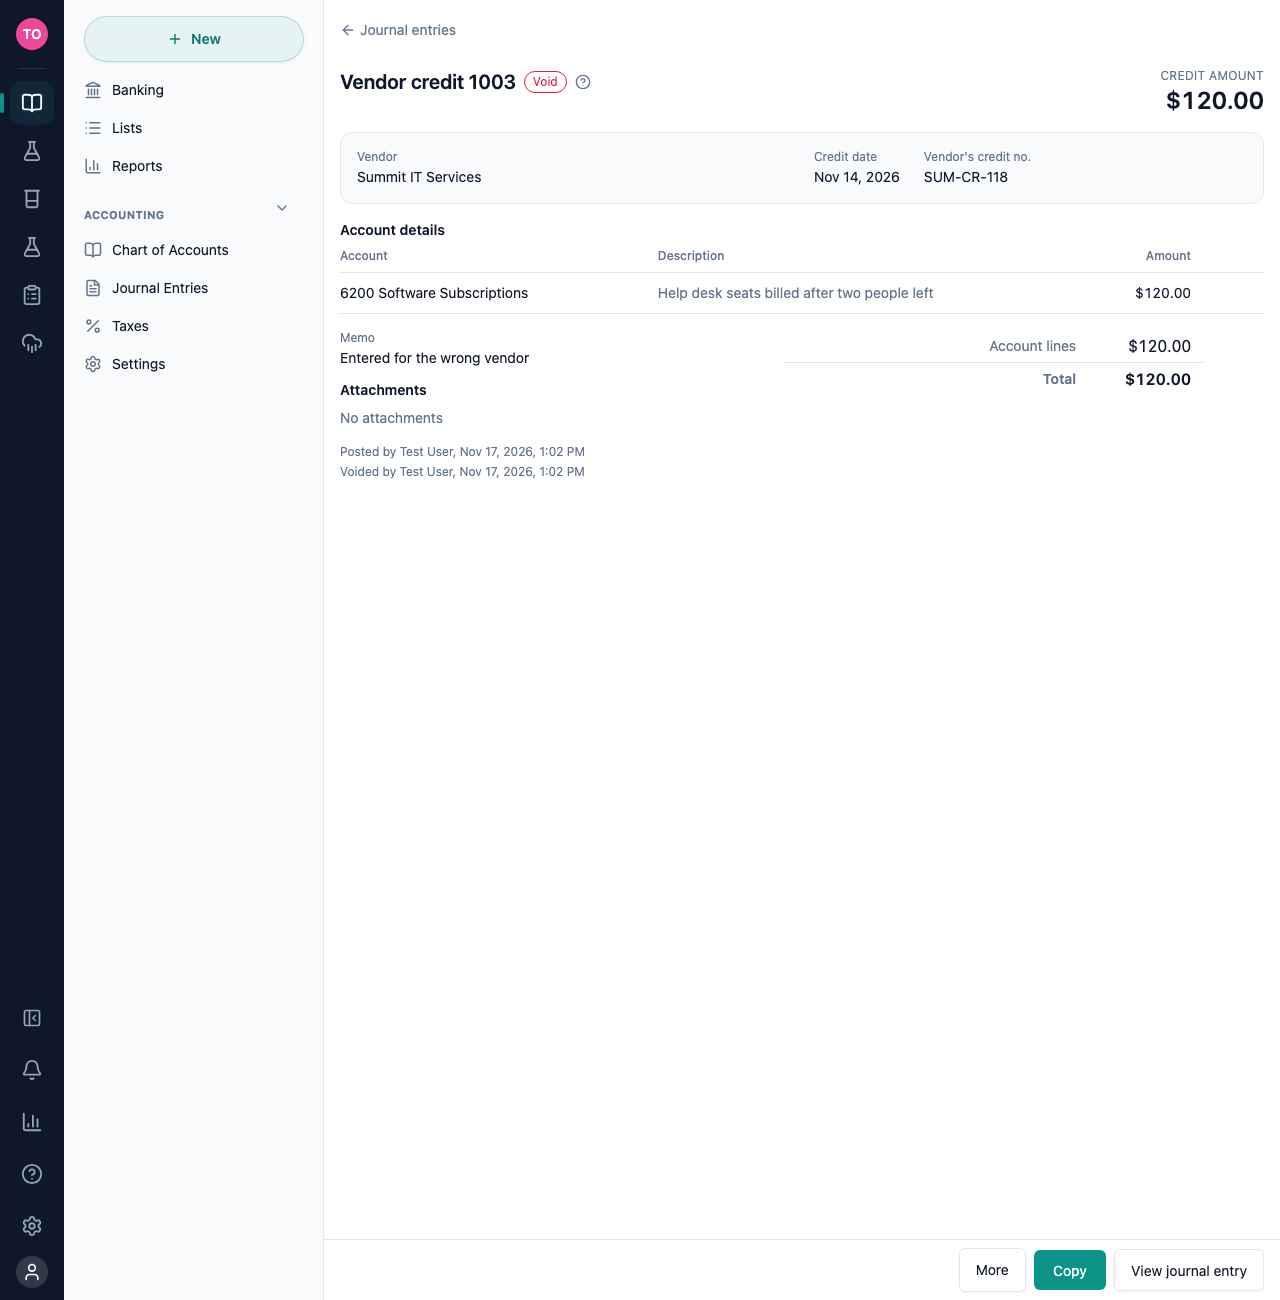 TO
New
Banking
Lists
Reports
ACCOUNTING
Chart of Accounts
Journal Entries
Taxes
Settings
Journal entries
Vendor credit 1003 Void
CREDIT AMOUNT
$120.00
Vendor Credit date Vendor's credit no.
Summit IT Services Nov 14, 2026 SUM-CR-118
Account details
Account Description Amount
6200 Software Subscriptions Help desk seats billed after two people left $120.00
Memo
Entered for the wrong vendor
Account lines $120.00
Total $120.00
Attachments
No attachments
Posted by Test User, Nov 17, 2026, 1:02 PM
Voided by Test User, Nov 17, 2026, 1:02 PM
More Copy View journal entry